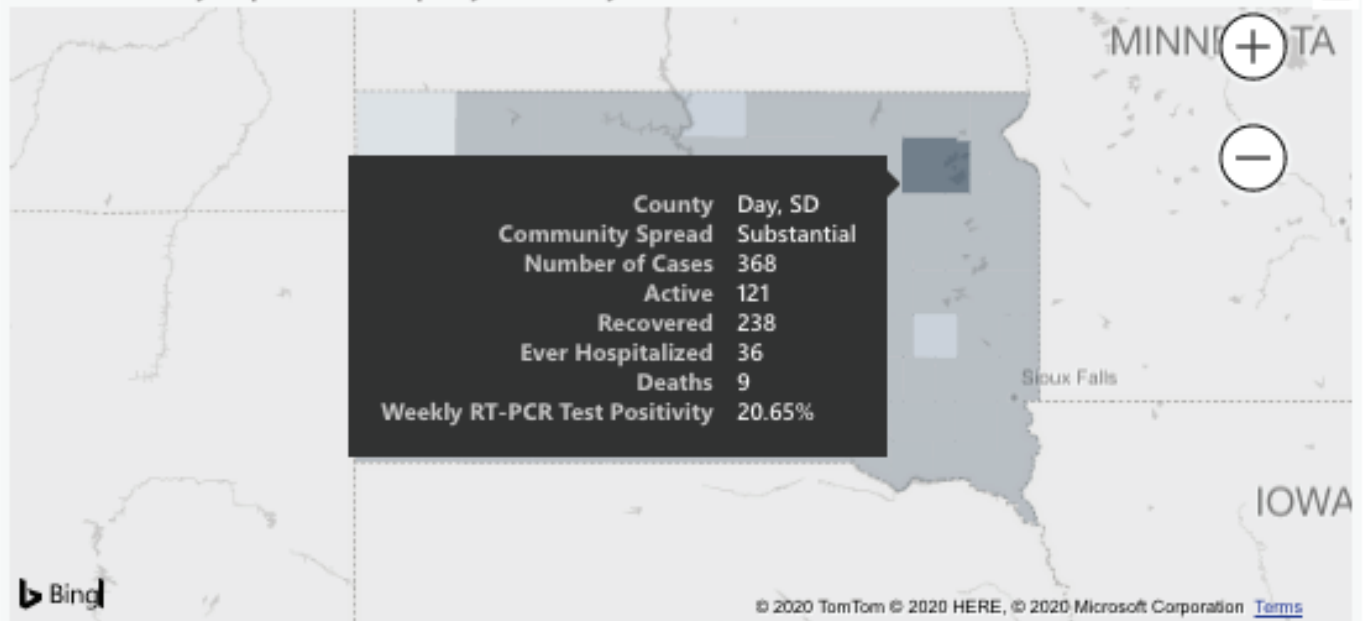 MINNE TA
County Day, SD
Community Spread Substantial
Number of Cases 368
Active 121
Recovered 238
Ever Hospitalized 36
Deaths 9
Weekly RT-PCR Test Positivity 20.65%
Sioux Falls
IOWA
Bing
© 2020 TomTom © 2020 HERE, © 2020 Microsoft Corporation Terms